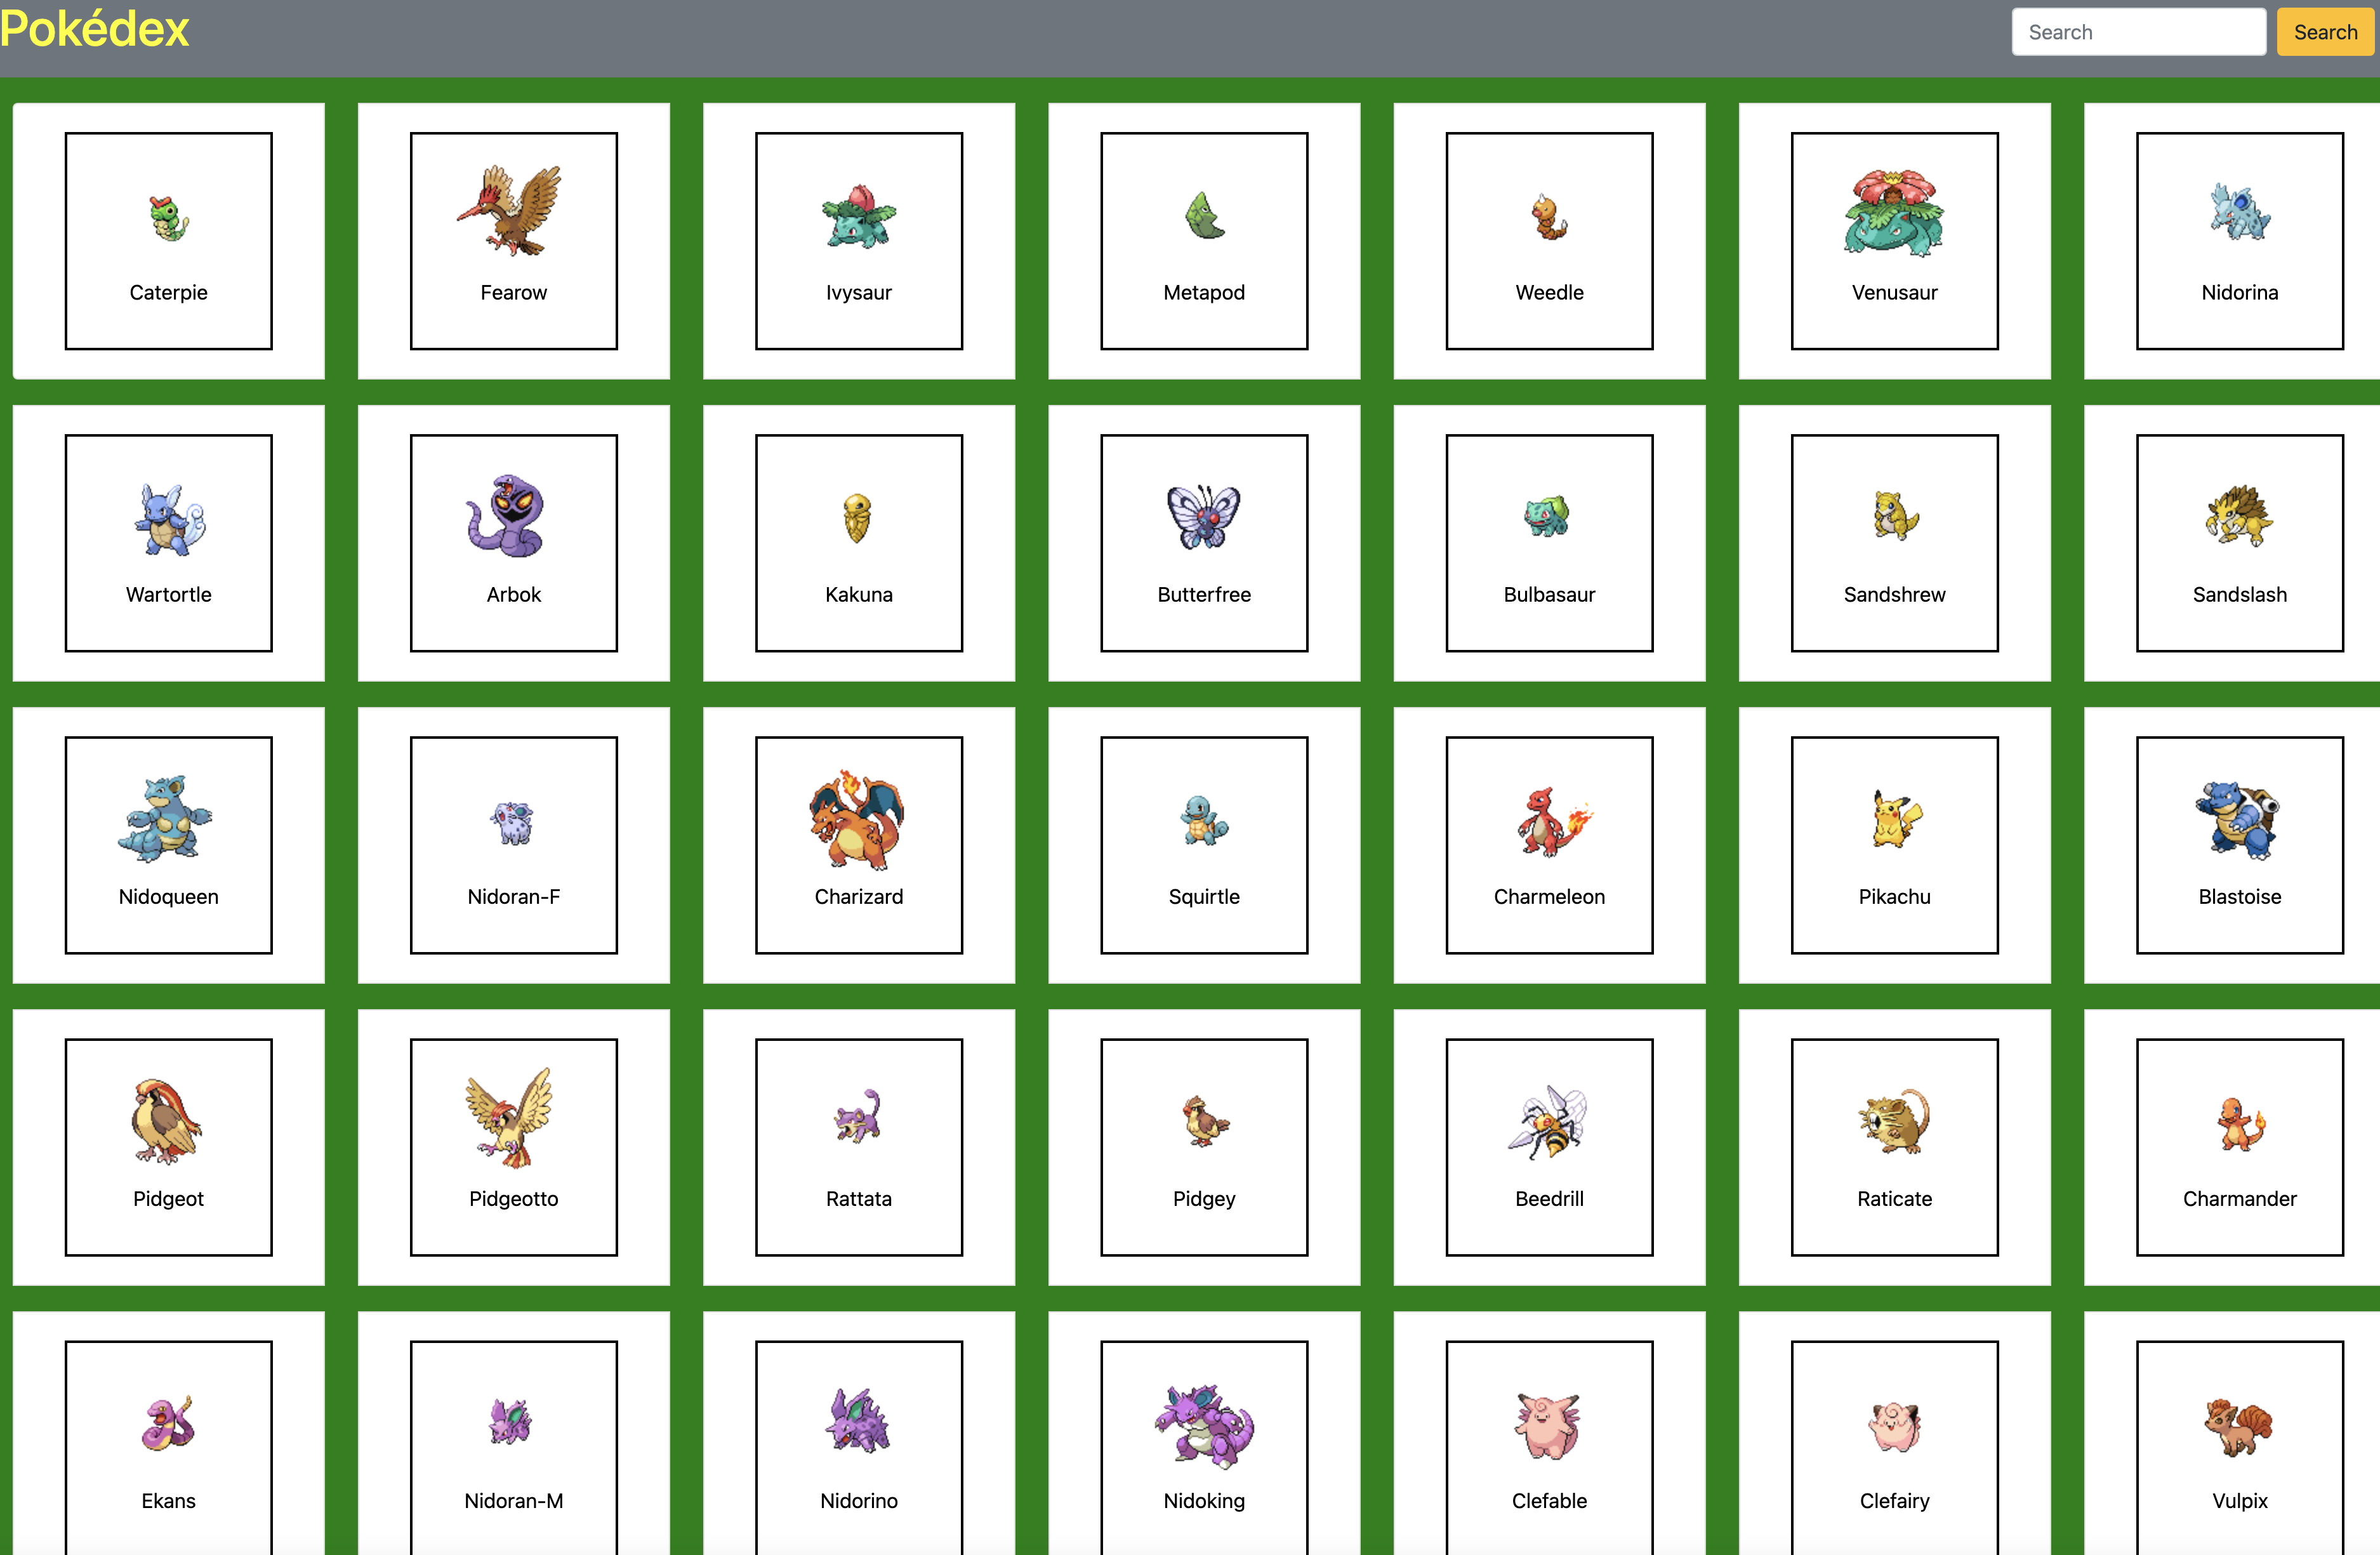 Pokédex
Search
Search
Caterpie
Fearow
Ivysaur
Metapod
Weedle
Venusaur
Nidorina
Wartortle
Arbok
Kakuna
Butterfree
Bulbasaur
Sandshrew
Sandslash
Nidoqueen
Nidoran-F
Charizard
Squirtle
Charmeleon
Pikachu
Blastoise
Pidgeot
Pidgeotto
Rattata
Pidgey
Beedrill
Raticate
Charmander
Ekans
Nidoran-M
Nidorino
Nidoking
Clefable
Clefairy
Vulpix